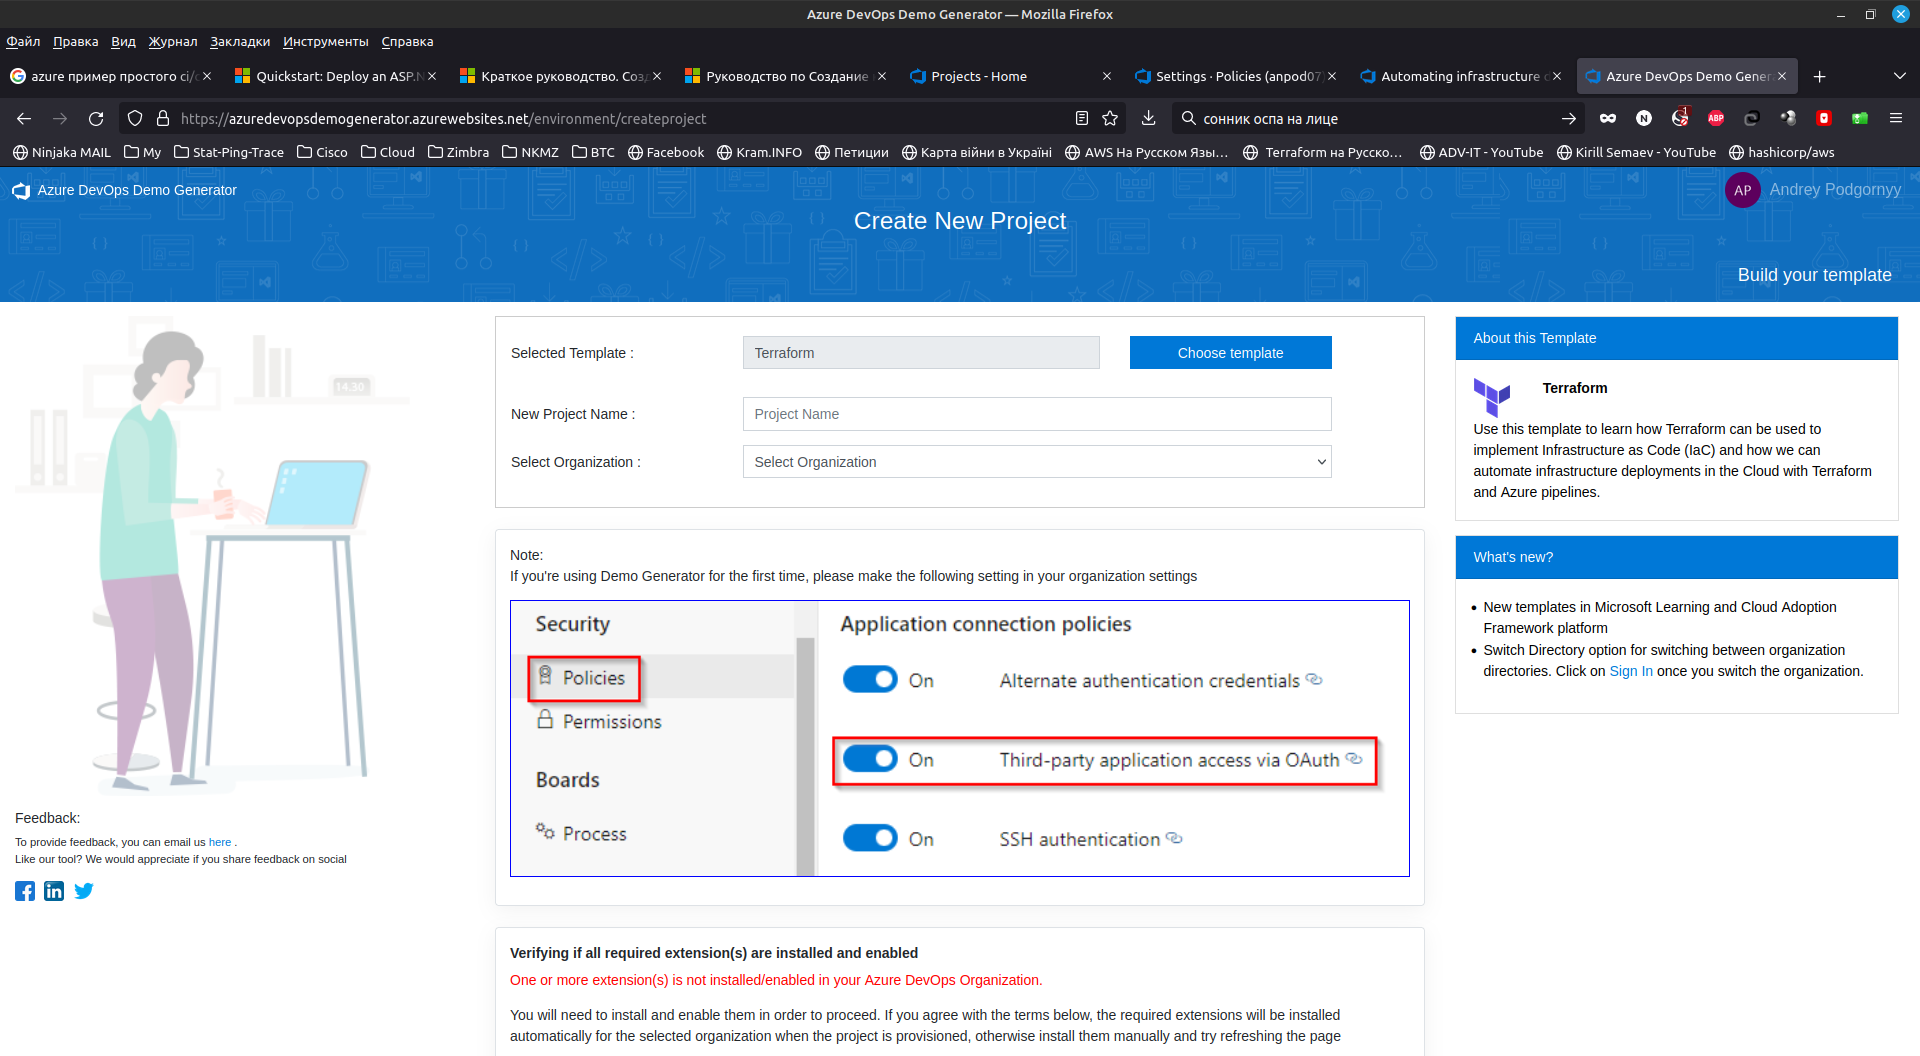 Azure DevOps Demo Generator — Mozilla Firefox
Файл Правка Вид Журнал Закладки Инструменты Справка
azure пример простого ci/
Quickstart: Deploy an ASP.N
Краткое руководство. Созд
Руководство по Создание
Projects - Home
Settings · Policies (anpod07)
Automating infrastructure d
Azure DevOps Demo Gener
https://azuredevopsdemogenerator.azurewebsites.net/environment/createproject
сонник оспа на лице
Ninjaka MAIL My Stat-Ping-Trace Cisco Cloud Zimbra NKMZ BTC Facebook Kram.INFO Петиции Карта війни в Україні AWS На Русском Язы… Terraform на Русско… ADV-IT - YouTube Kirill Semaev - YouTube hashicorp/aws
Azure DevOps Demo Generator
AP Andrey Podgornyy
Create New Project
Build your template
Selected Template :
Terraform
Choose template
New Project Name :
Project Name
Select Organization :
Select Organization
Note:
If you're using Demo Generator for the first time, please make the following setting in your organization settings
Security
Policies
Permissions
Boards
Process
Application connection policies
On Alternate authentication credentials
On Third-party application access via OAuth
On SSH authentication
Verifying if all required extension(s) are installed and enabled
One or more extension(s) is not installed/enabled in your Azure DevOps Organization.
You will need to install and enable them in order to proceed. If you agree with the terms below, the required extensions will be installed
automatically for the selected organization when the project is provisioned, otherwise install them manually and try refreshing the page
About this Template
Terraform
Use this template to learn how Terraform can be used to
implement Infrastructure as Code (IaC) and how we can
automate infrastructure deployments in the Cloud with Terraform
and Azure pipelines.
What's new?
New templates in Microsoft Learning and Cloud Adoption
Framework platform
Switch Directory option for switching between organization
directories. Click on Sign In once you switch the organization.
14.30
Feedback:
To provide feedback, you can email us here .
Like our tool? We would appreciate if you share feedback on social